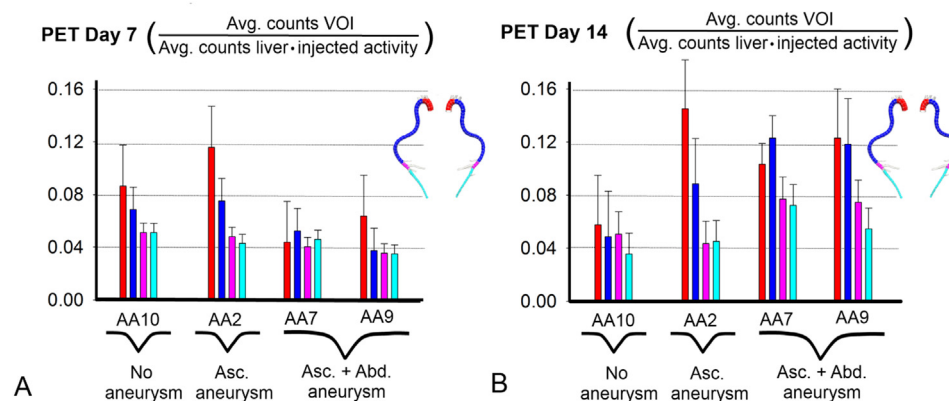 PET Day 7 ( Avg. counts VOI
Avg. counts liver·injected activity )
0.16
0.12
0.08
0.04
0.00
AA10 AA2 AA7 AA9
No aneurysm
Asc. aneurysm
Asc. + Abd. aneurysm
A
PET Day 14 ( Avg. counts VOI
Avg. counts liver·injected activity )
0.16
0.12
0.08
0.04
0.00
AA10 AA2 AA7 AA9
No aneurysm
Asc. aneurysm
Asc. + Abd. aneurysm
B